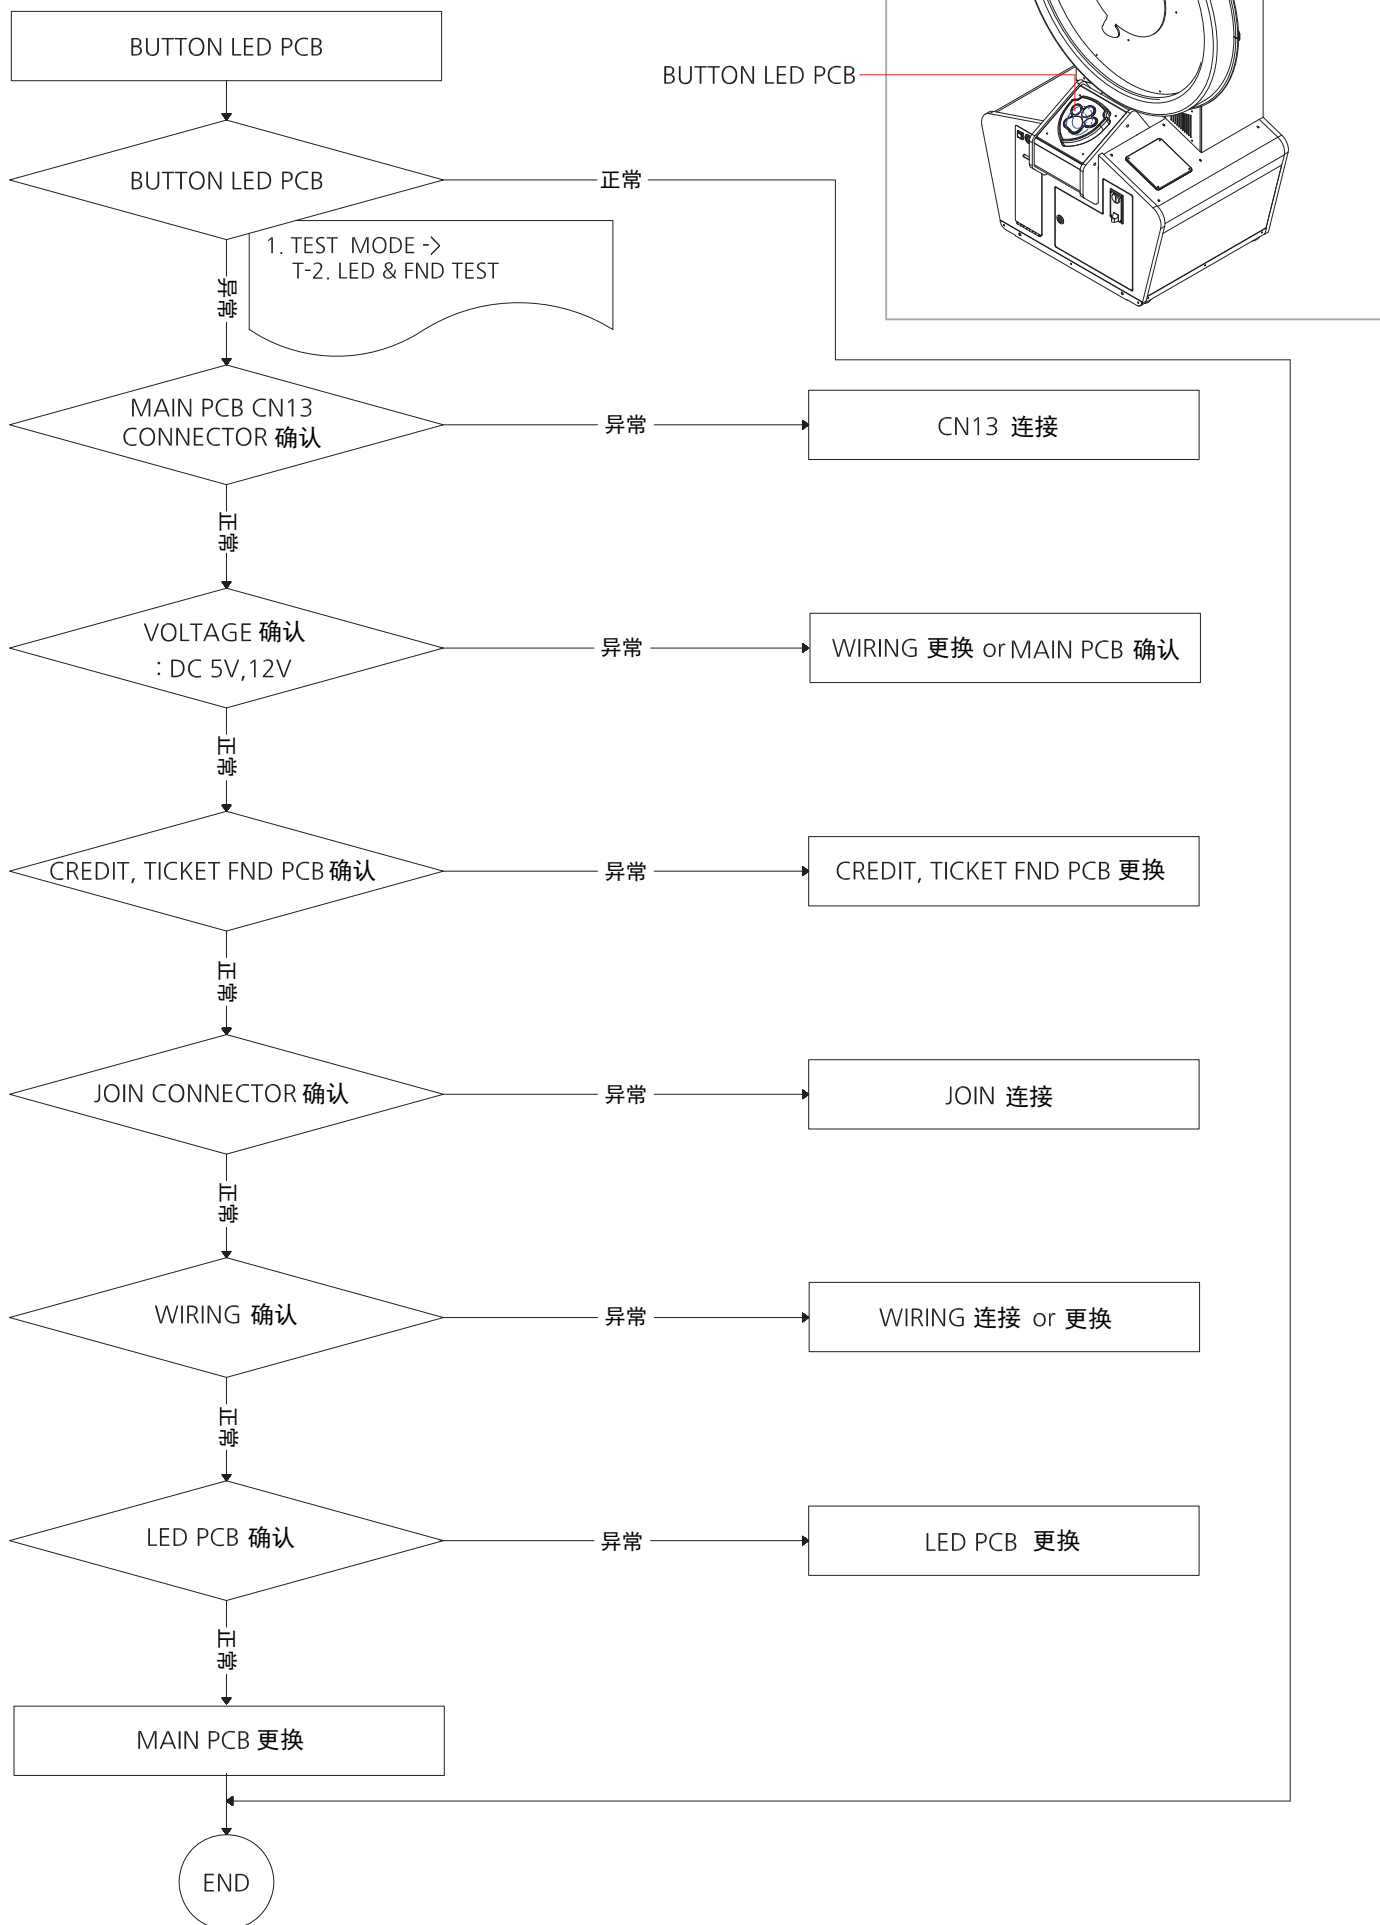 BUTTON LED PCB
BUTTON LED PCB
BUTTON LED PCB
正常
1. TEST MODE ->
T-2. LED & FND TEST
异常
MAIN PCB CN13
CONNECTOR 确认
异常
CN13 连接
正常
VOLTAGE 确认
: DC 5V,12V
异常
WIRING 更换 or MAIN PCB 确认
正常
CREDIT, TICKET FND PCB 确认
异常
CREDIT, TICKET FND PCB 更换
正常
JOIN CONNECTOR 确认
异常
JOIN 连接
正常
WIRING 确认
异常
WIRING 连接 or 更换
正常
LED PCB 确认
异常
LED PCB 更换
正常
MAIN PCB 更换
END